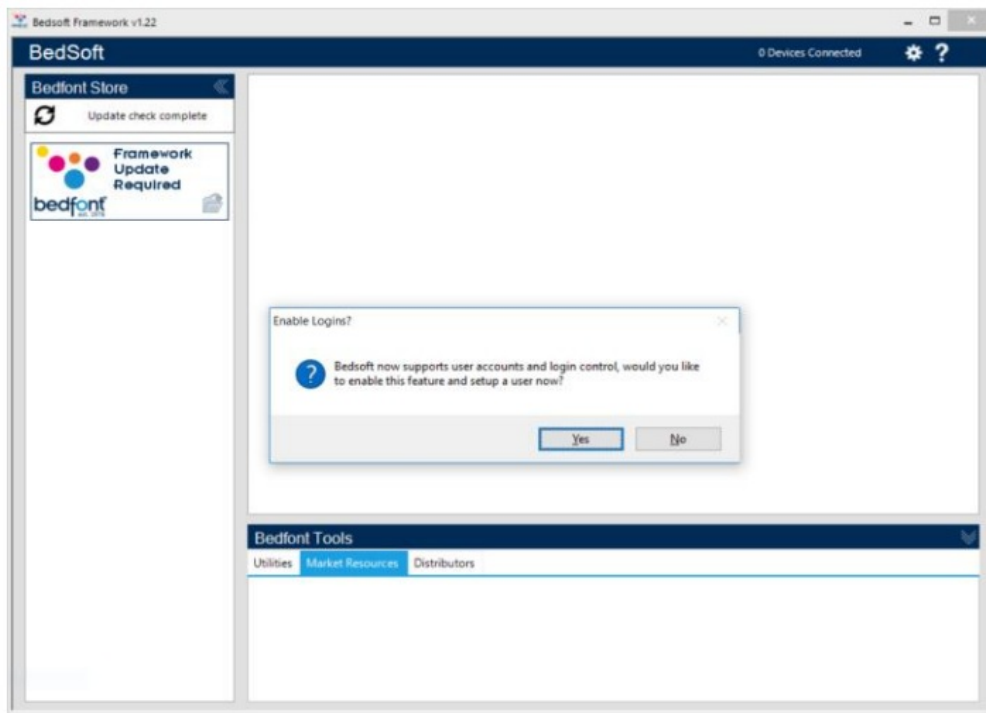 Bedsoft Framework v1.22
BedSoft
0 Devices Connected
?
Bedfont Store
Update check complete
Framework
Update
Required
bedfont
Enable Logins?
?
Bedsoft now supports user accounts and login control, would you like
to enable this feature and setup a user now?
Yes
No
Bedfont Tools
Utilities
Market Resources
Distributors